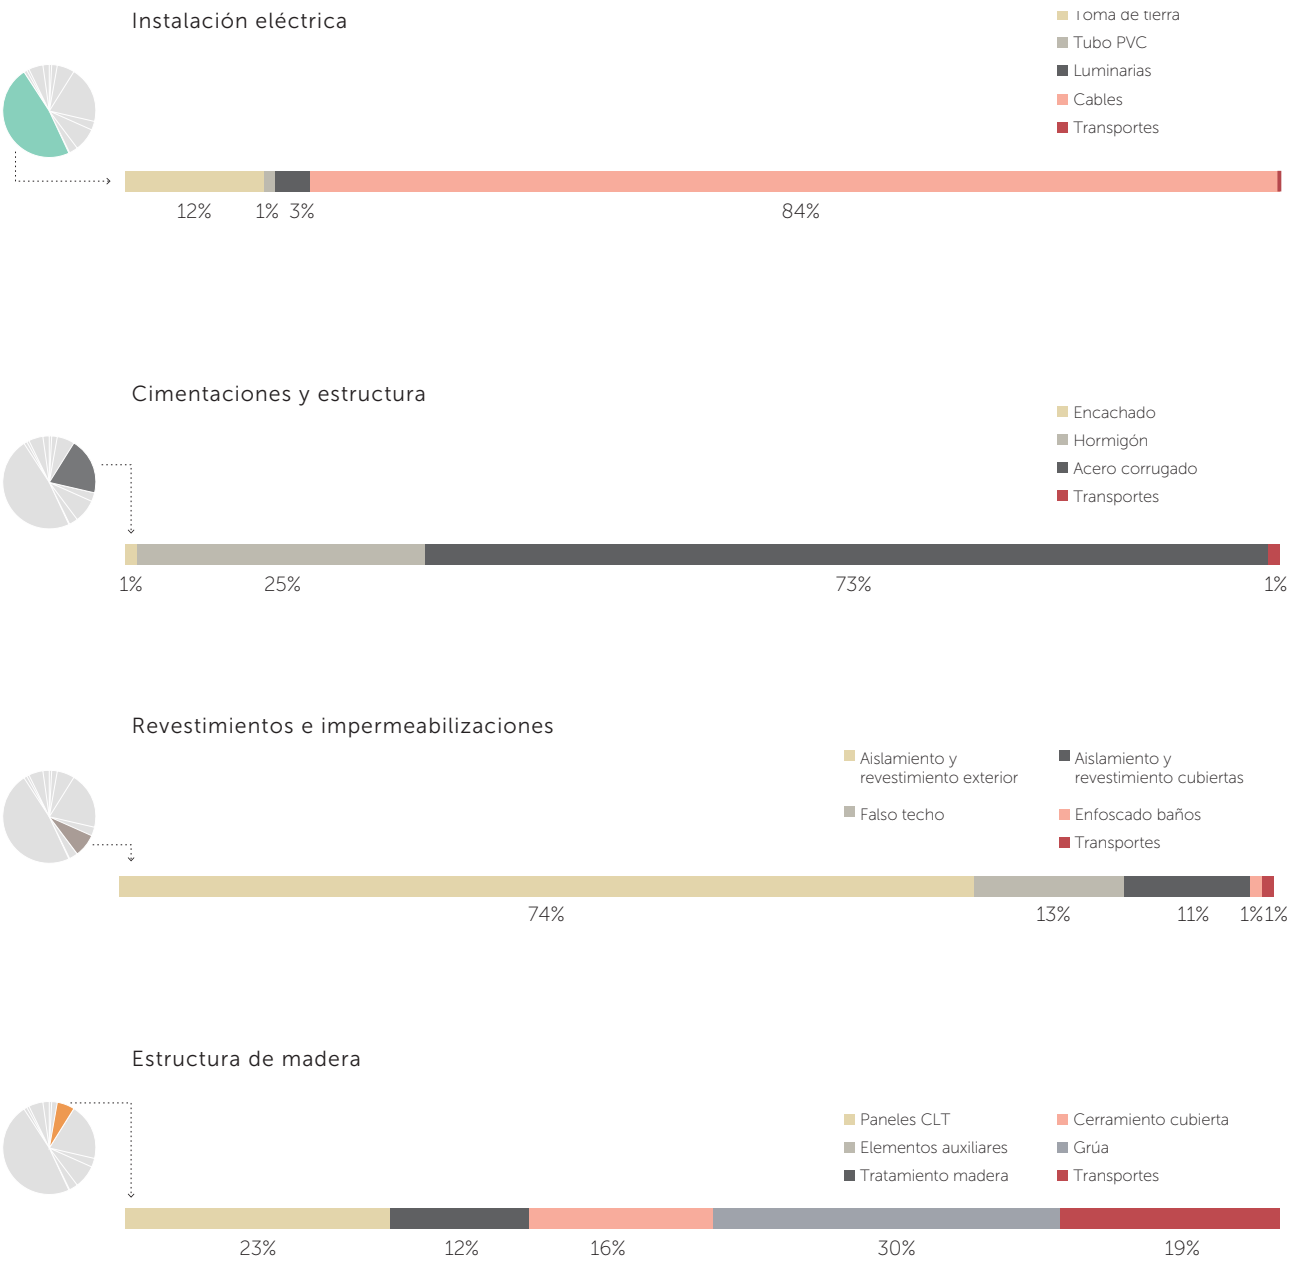 Instalación eléctrica
Toma de tierra
Tubo PVC
Luminarias
Cables
Transportes
12%
1%
3%
84%
Cimentaciones y estructura
Encachado
Hormigón
Acero corrugado
Transportes
1%
25%
73%
1%
Revestimientos e impermeabilizaciones
Aislamiento y
revestimiento exterior
Falso techo
Aislamiento y
revestimiento cubiertas
Enfoscado baños
Transportes
74%
13%
11%
1%
1%
Estructura de madera
Paneles CLT
Elementos auxiliares
Tratamiento madera
Cerramiento cubierta
Grúa
Transportes
23%
12%
16%
30%
19%